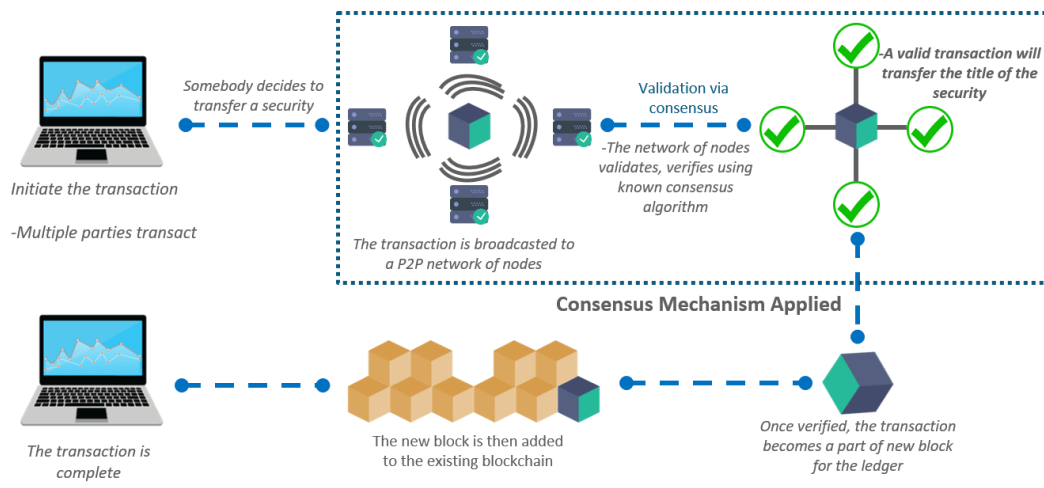 Initiate the transaction
-Multiple parties transact
Somebody decides to
transfer a security
The transaction is broadcasted to
a P2P network of nodes
Validation via
consensus
-The network of nodes
validates, verifies using
known consensus
algorithm
-A valid transaction will
transfer the title of the
security
Consensus Mechanism Applied
Once verified, the transaction
becomes a part of new block
for the ledger
The new block is then added
to the existing blockchain
The transaction is
complete